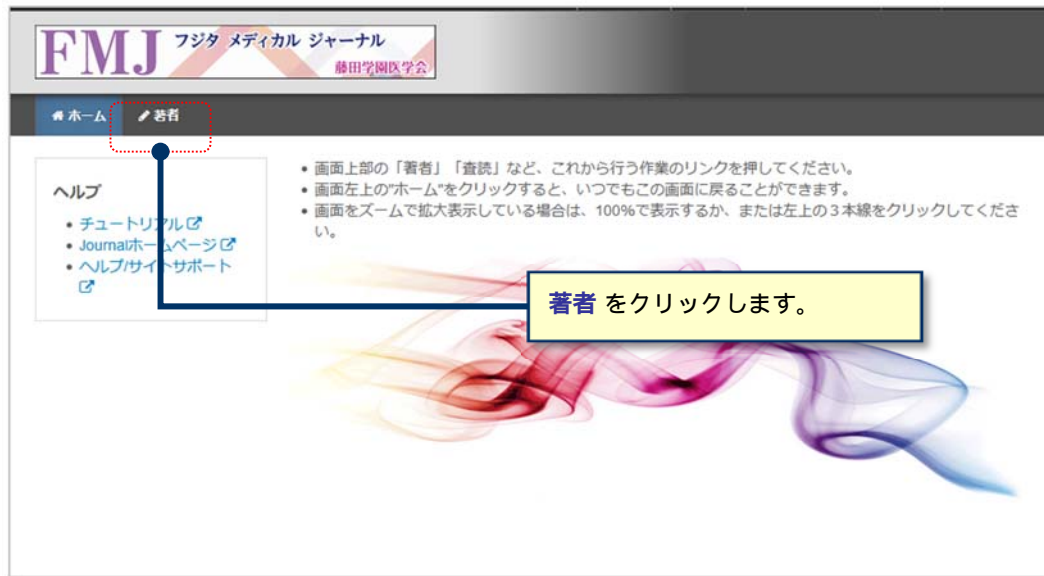 FMJ フジタ メディカル ジャーナル
藤田学園医学会
ホーム 著者
ヘルプ
• チュートリアル
• Journalホームページ
• ヘルプ/サイトサポート
• 画面上部の「著者」「査読」など、これから行う作業のリンクを押してください。
• 画面左上の"ホーム"をクリックすると、いつでもこの画面に戻ることができます。
• 画面をズームで拡大表示している場合は、100%で表示するか、または左上の３本線をクリックしてくださ
い。
著者 をクリックします。